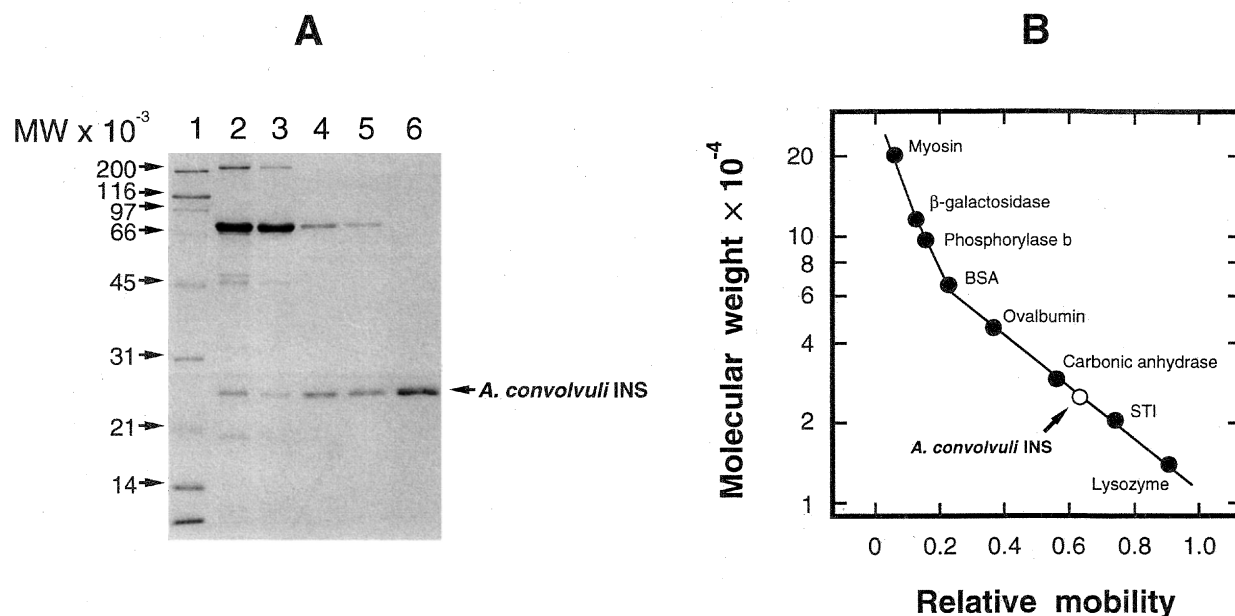 A
MW x 10⁻³ 1 2 3 4 5 6
200
116
97
66
45
31
A. convolvuli INS
21
14
B
Molecular weight × 10⁻⁴
20
10
8
6
4
2
1
Myosin
β-galactosidase
Phosphorylase b
BSA
Ovalbumin
Carbonic anhydrase
STI
A. convolvuli INS
Lysozyme
0 0.2 0.4 0.6 0.8 1.0
Relative mobility